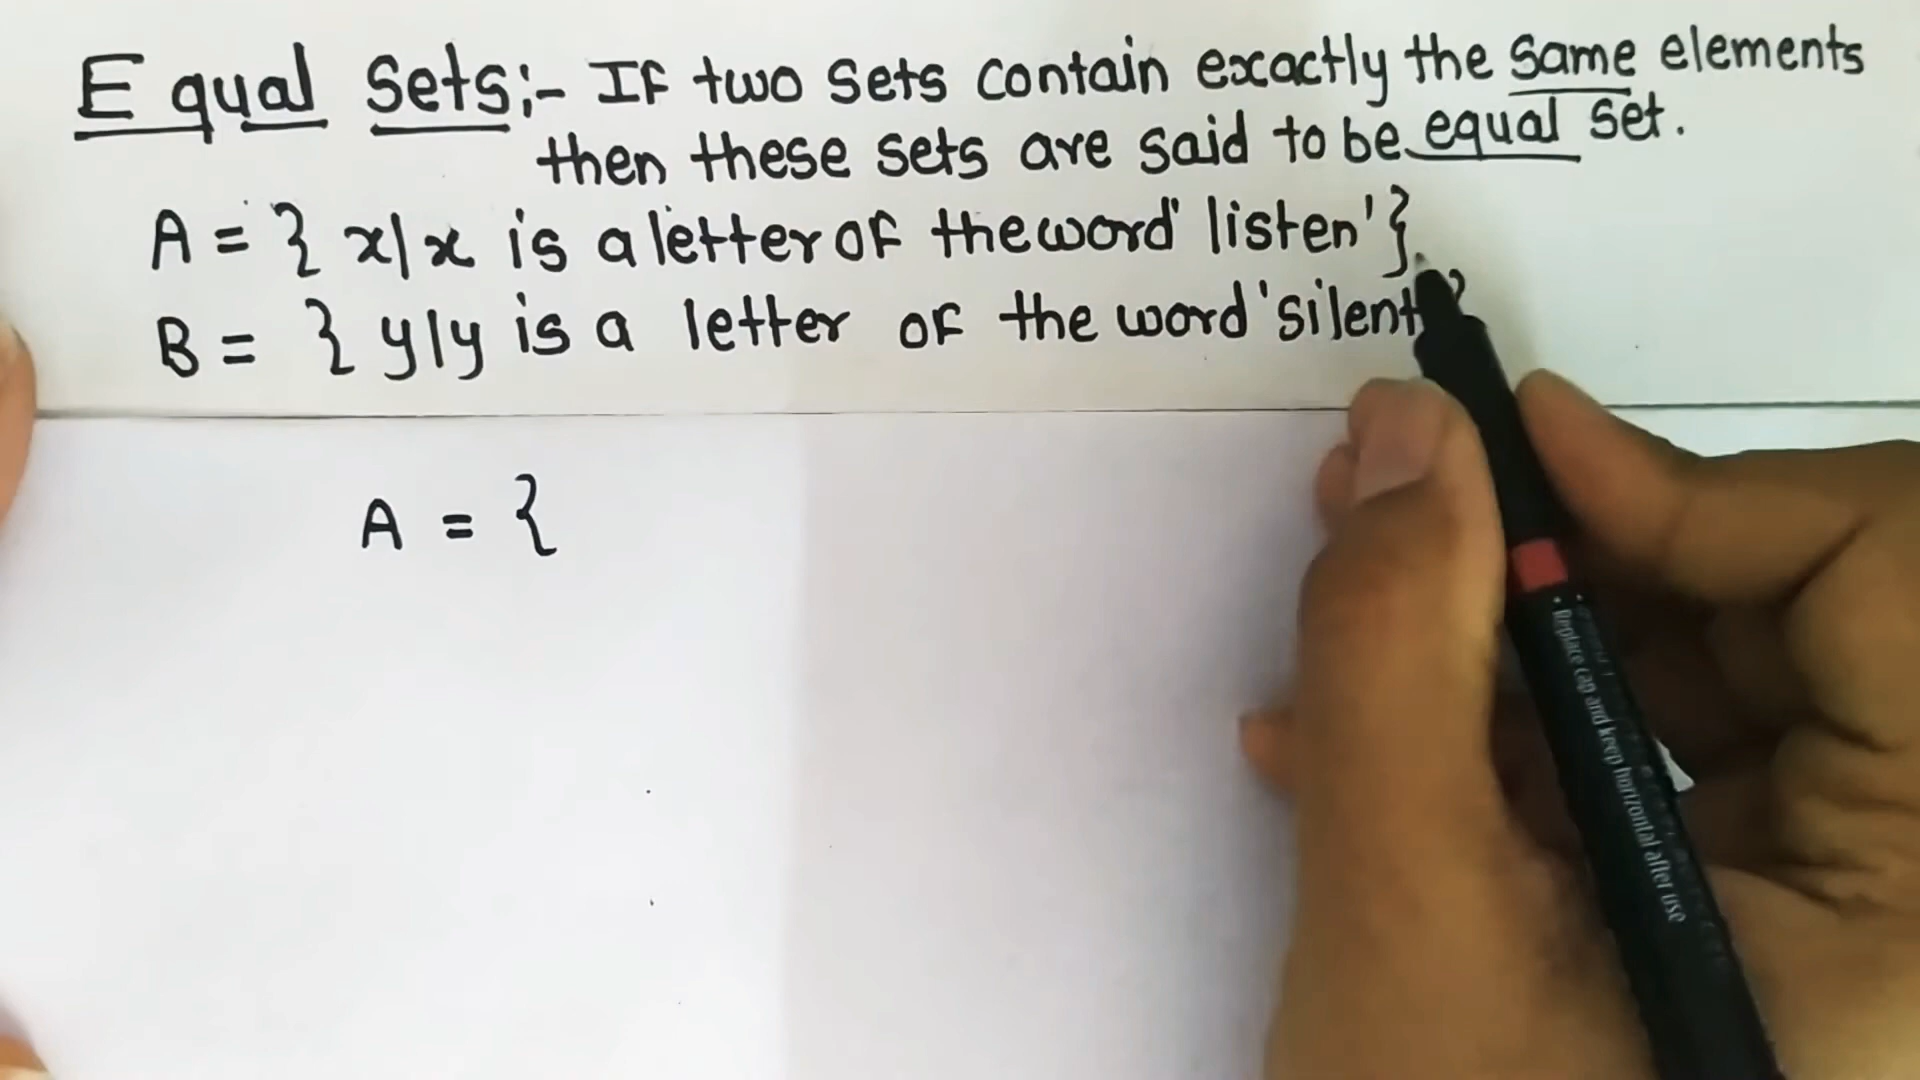 Equal Sets:- If two sets contain exactly the same elements
then these sets are said to be equal set.
A = } x|x is a letter of the word 'listen'}
B = } y|y is a letter of the word 'silent'
A = {
• Replace cap and keep horizontal after use